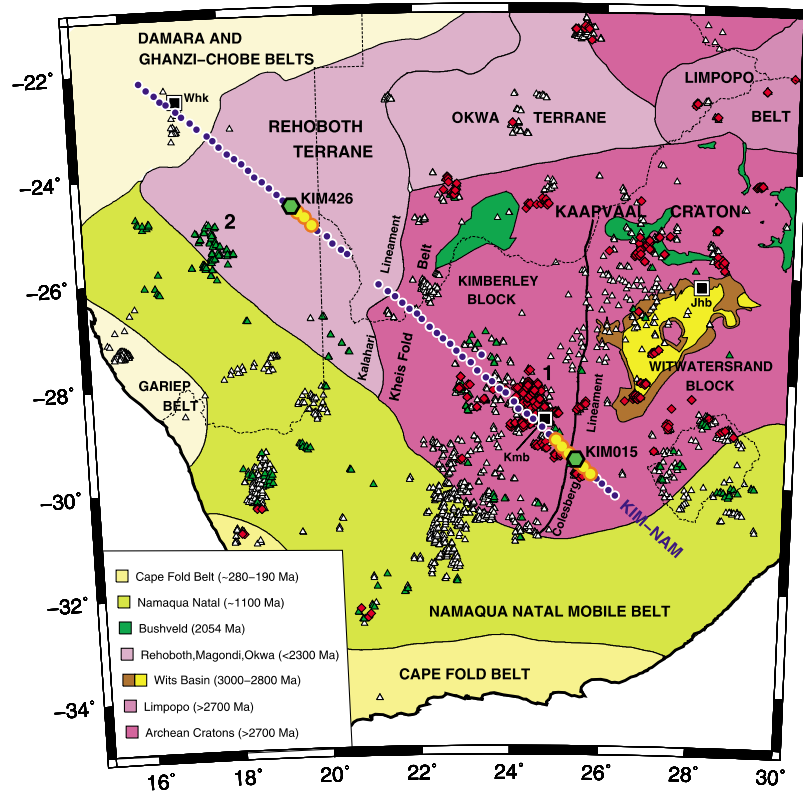 DAMARA AND
GHANZI−CHOBE BELTS
−22°
Whk
LIMPOPO
BELT
OKWA TERRANE
REHOBOTH
TERRANE
−24°
KIM426
KAAPVAAL CRATON
2
Lineament
Belt
KIMBERLEY
BLOCK
−26°
Jhb
Kalahari
Kheis Fold
WITWATERSRAND
BLOCK
1
GARIEP
BELT
−28°
Lineament
Kmb
KIM015
Colesberg
KIM−NAM
−30°
Cape Fold Belt (~280−190 Ma)
Namaqua Natal (~1100 Ma)
Bushveld (2054 Ma)
Rehoboth,Magondi,Okwa (<2300 Ma)
Wits Basin (3000−2800 Ma)
Limpopo (>2700 Ma)
Archean Cratons (>2700 Ma)
−32°
NAMAQUA NATAL MOBILE BELT
CAPE FOLD BELT
−34°
16° 18° 20° 22° 24° 26° 28° 30°